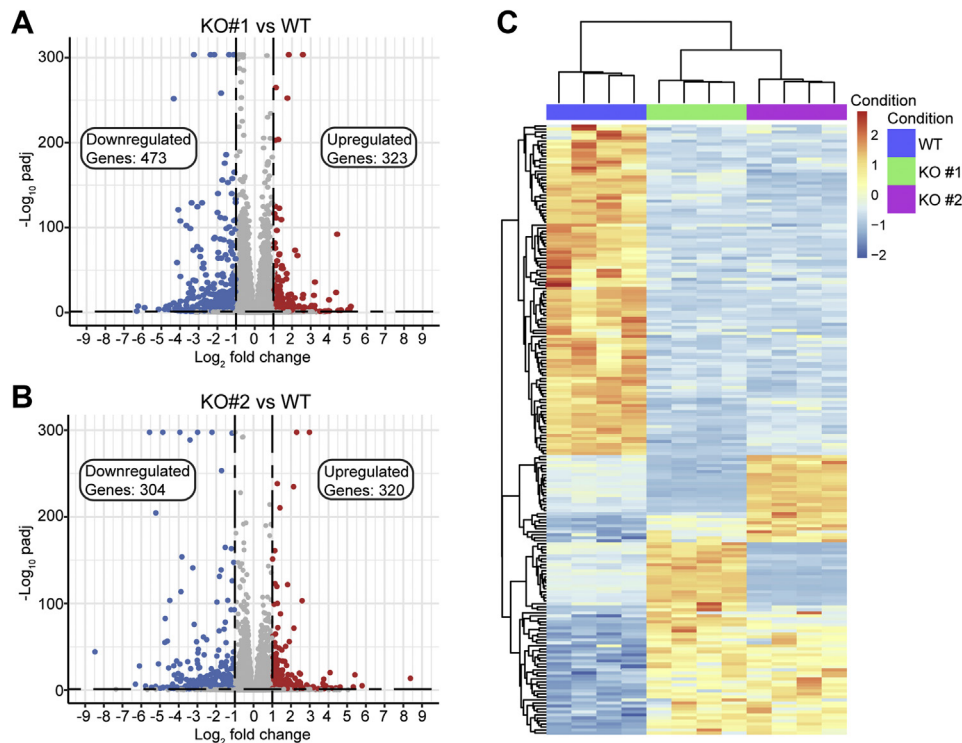 A
KO#1 vs WT
300
200
100
0
-Log10 padj
Downregulated
Genes: 473
Upregulated
Genes: 323
-9 -8 -7 -6 -5 -4 -3 -2 -1 0 1 2 3 4 5 6 7 8 9
Log2 fold change
B
KO#2 vs WT
300
200
100
0
-Log10 padj
Downregulated
Genes: 304
Upregulated
Genes: 320
-9 -8 -7 -6 -5 -4 -3 -2 -1 0 1 2 3 4 5 6 7 8 9
Log2 fold change
C
Condition
2
1
0
-1
-2
Condition
WT
KO #1
KO #2